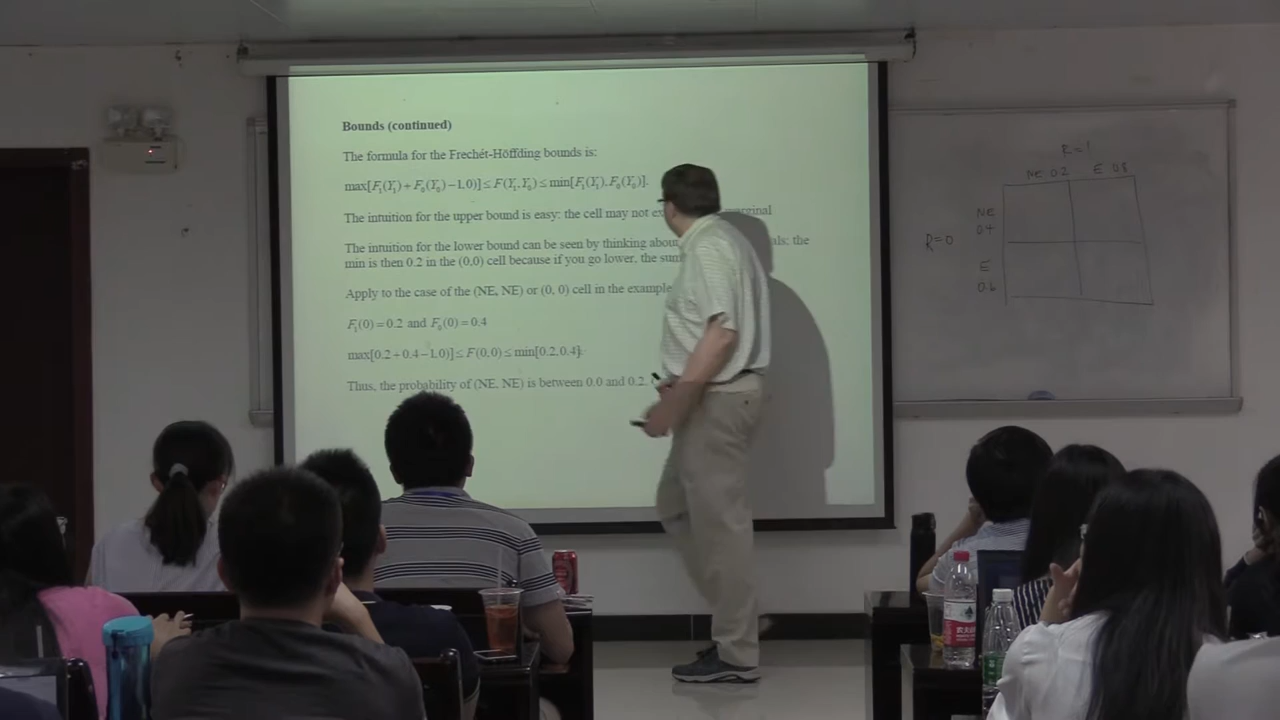 Bounds (continued)
The formula for the Frechét-Höffding bounds is:
max[F₁(Y₁)+F₀(Y₀)−1,0)]≤F(Y₁,Y₀)≤min[F₁(Y₁),F₀(Y₀)].
The intuition for the upper bound is easy: the cell may not marginal
The intuition for the lower bound can be seen by thinking the
min is then 0.2 in the (0,0) cell because if you go lower, the
Apply to the case of the (NE, NE) or (0, 0) cell in the example
F₁(0)=0.2 and F₀(0)=0.4
max[0.2+0.4−1,0)]≤F(0,0)≤min[0.2,0.4].
Thus, the probability of (NE, NE) is between 0.0 and 0.2.
R=1
NE 0.2 E 0.8
NE
0.4
R=0
E
0.6